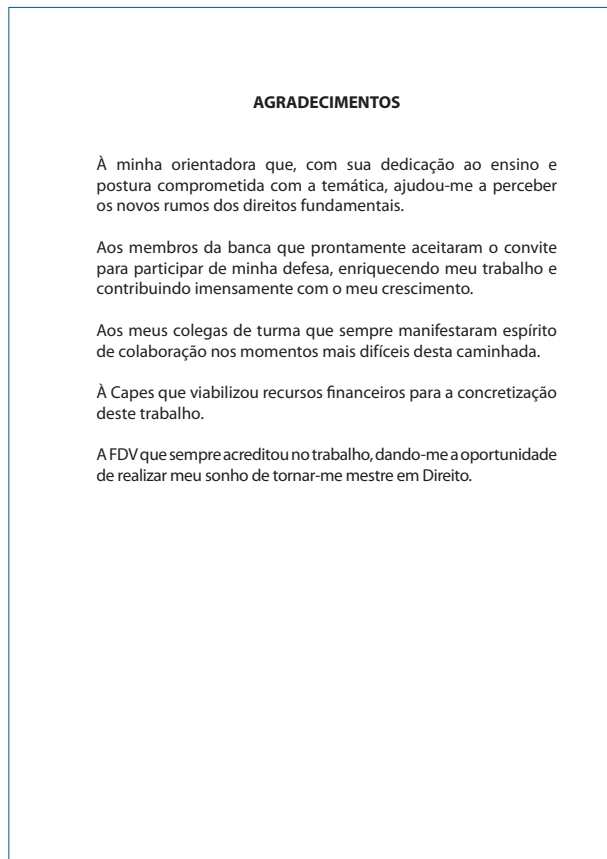 AGRADECIMENTOS
À minha orientadora que, com sua dedicação ao ensino e
postura comprometida com a temática, ajudou-me a perceber
os novos rumos dos direitos fundamentais.
Aos membros da banca que prontamente aceitaram o convite
para participar de minha defesa, enriquecendo meu trabalho e
contribuindo imensamente com o meu crescimento.
Aos meus colegas de turma que sempre manifestaram espírito
de colaboração nos momentos mais difíceis desta caminhada.
À Capes que viabilizou recursos financeiros para a concretização
deste trabalho.
A FDV que sempre acreditou no trabalho, dando-me a oportunidade
de realizar meu sonho de tornar-me mestre em Direito.